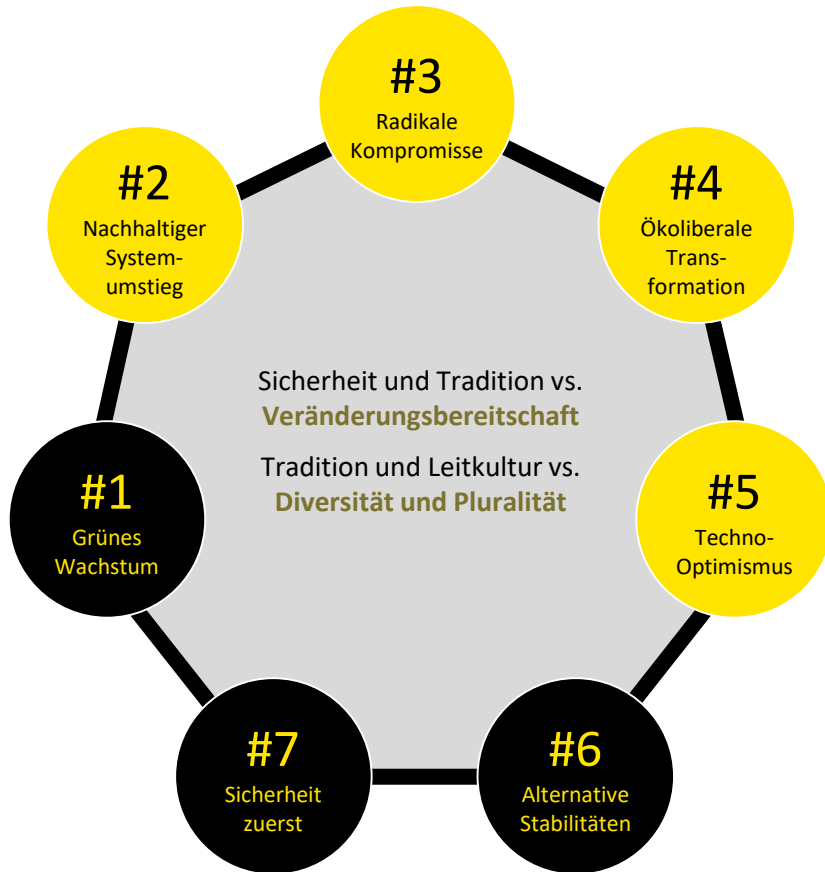 #3
Radikale
Kompromisse
#2
Nachhaltiger
System-
umstieg
#4
Ökoliberale
Trans-
formation
Sicherheit und Tradition vs.
Veränderungsbereitschaft
Tradition und Leitkultur vs.
Diversität und Pluralität
#1
Grünes
Wachstum
#5
Techno-
Optimismus
#7
Sicherheit
zuerst
#6
Alternative
Stabilitäten